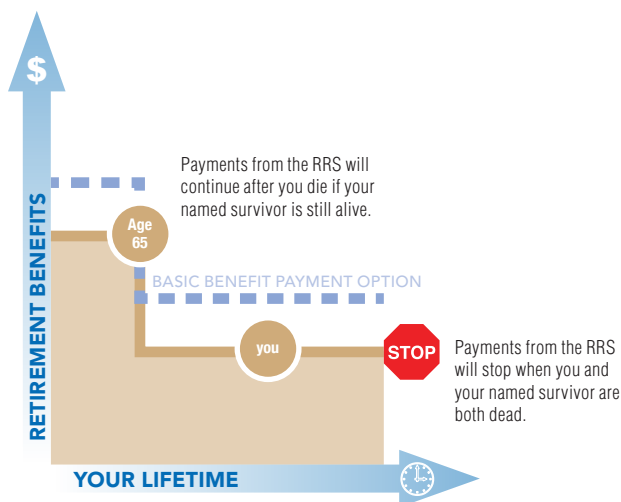 $
Payments from the RRS will
continue after you die if your
named survivor is still alive.
Age
65
BASIC BENEFIT PAYMENT OPTION
RETIREMENT BENEFITS
you
STOP
Payments from the RRS
will stop when you and
your named survivor are
both dead.
YOUR LIFETIME